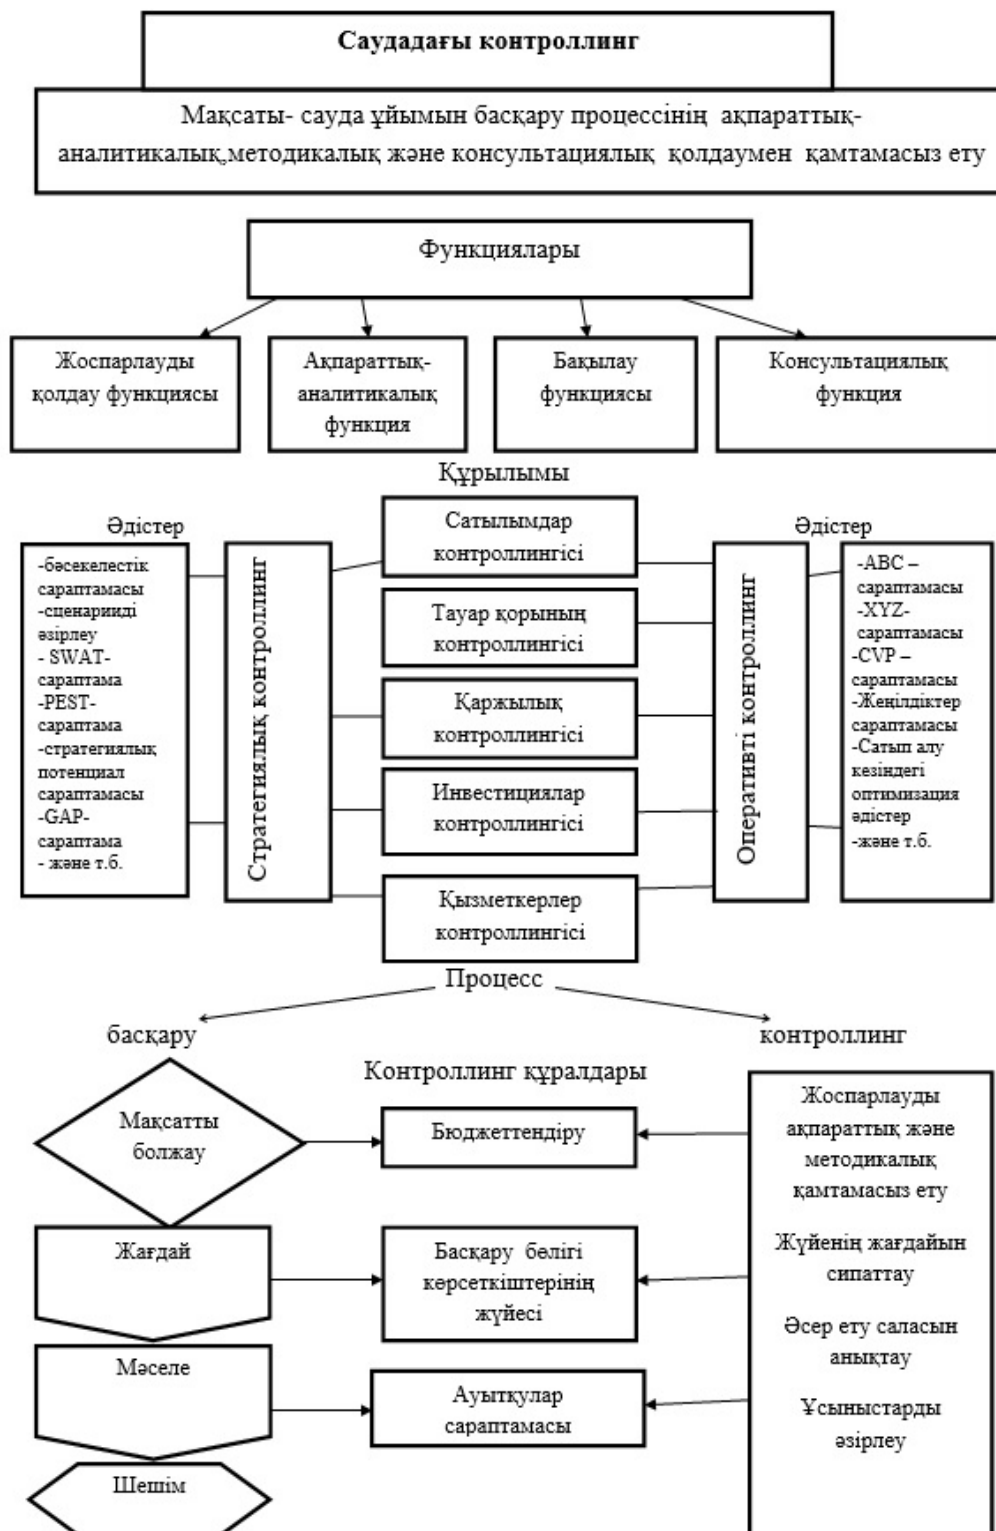 Саудадағы контроллинг
Мақсаты- сауда ұйымын басқару процессінің  ақпараттық-
аналитикалық,методикалық және консультациялық  қолдаумен  қамтамасыз ету
Функциялары
Жоспарлауды
қолдау функциясы
Ақпараттық-
аналитикалық
функция
Бақылау
функциясы
Консультациялық
функция
Құрылымы
Әдістер
-бәсекелестік
сараптамасы
-сценарииді
әзірлеу
- SWAT-
сараптама
-PEST-
сараптама
-стратегиялық
потенциал
сараптамасы
-GAP-
сараптама
- және т.б.
Стратегиялық контроллинг
Сатылымдар
контроллингісі
Тауар қорының
контроллингісі
Қаржылық
контроллингісі
Инвестициялар
контроллингісі
Қызметкерлер
контроллингісі
Оперативті контроллинг
Әдістер
-ABC –
сараптамасы
-XYZ-
сараптамасы
-CVP –
сараптамасы
-Жеңілдіктер
сараптамасы
-Сатып алу
кезіндегі
оптимизация
әдістер
-және т.б.
Процесс
басқару
контроллинг
Контроллинг құралдары
Мақсатты
болжау
Бюджеттендіру
Жоспарлауды
ақпараттық және
методикалық
қамтамасыз ету
Жағдай
Басқару  бөлігі
көрсеткіштерінің
жүйесі
Жүйенің жағдайын
сипаттау
Әсер ету саласын
анықтау
Мәселе
Ауытқулар
сараптамасы
Ұсыныстарды
әзірлеу
Шешім